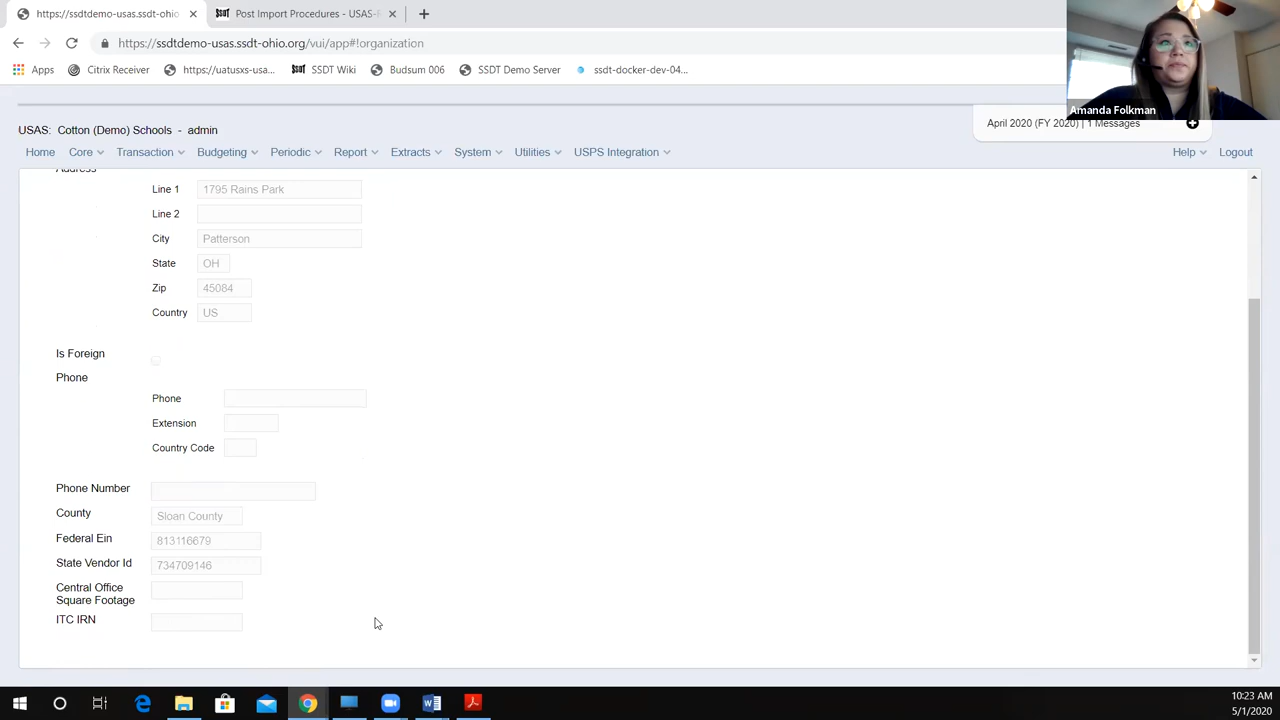 https://ssdtdemo-usas.ssdt-ohio
Post Import Procedures - USAS-
https://ssdtdemo-usas.ssdt-ohio.org/vui/app#!organization
Apps
Citrix Receiver
https://uatusxs-usa...
SSDT Wiki
Budsum 006
SSDT Demo Server
ssdt-docker-dev-04...
Amanda Folkman
USAS: Cotton (Demo) Schools - admin
April 2020 (FY 2020) | 1 Messages
Home Core Transaction Budgeting Periodic Report Extracts System Utilities USPS Integration Help Logout
Address
Line 1 1795 Rains Park
Line 2
City Patterson
State OH
Zip 45084
Country US
Is Foreign
Phone
Phone
Extension
Country Code
Phone Number
County Sloan County
Federal Ein 813116679
State Vendor Id 734709146
Central Office
Square Footage
ITC IRN
10:23 AM
5/1/2020